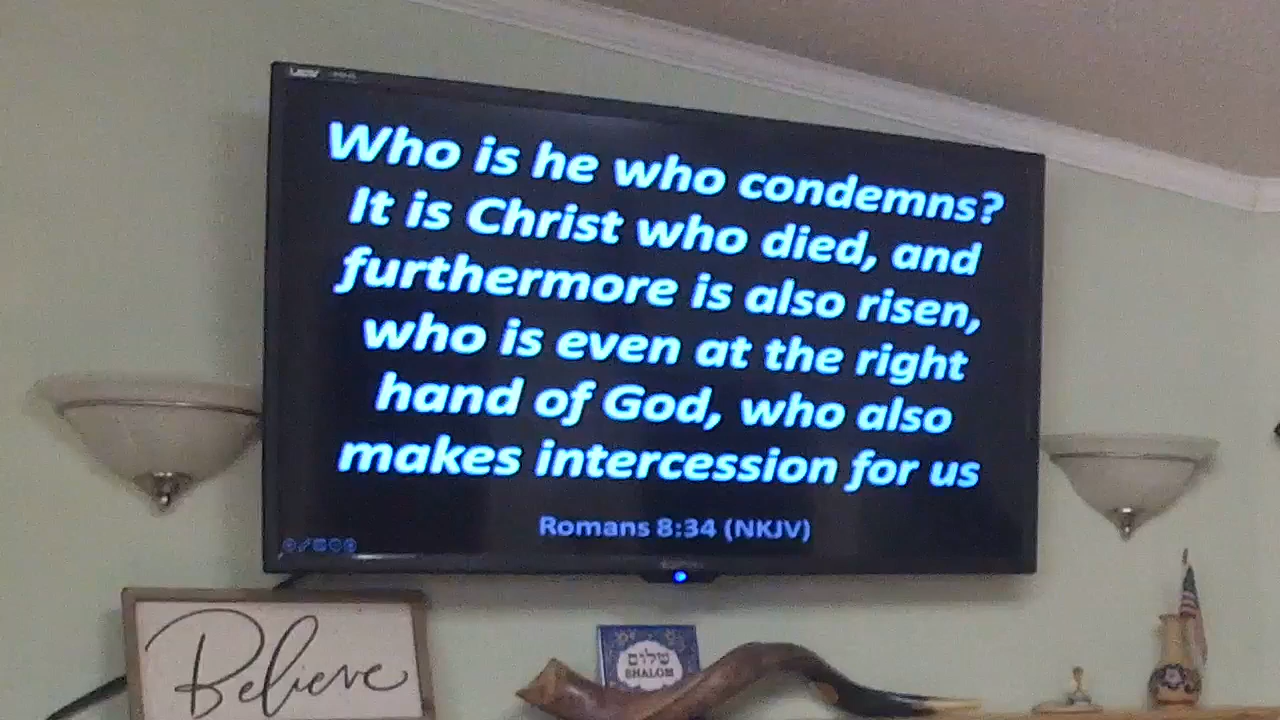 Who is he who condemns?
It is Christ who died, and
furthermore is also risen,
who is even at the right
hand of God, who also
makes intercession for us
Romans 8:34 (NKJV)
Believe
שלום
SHALOM